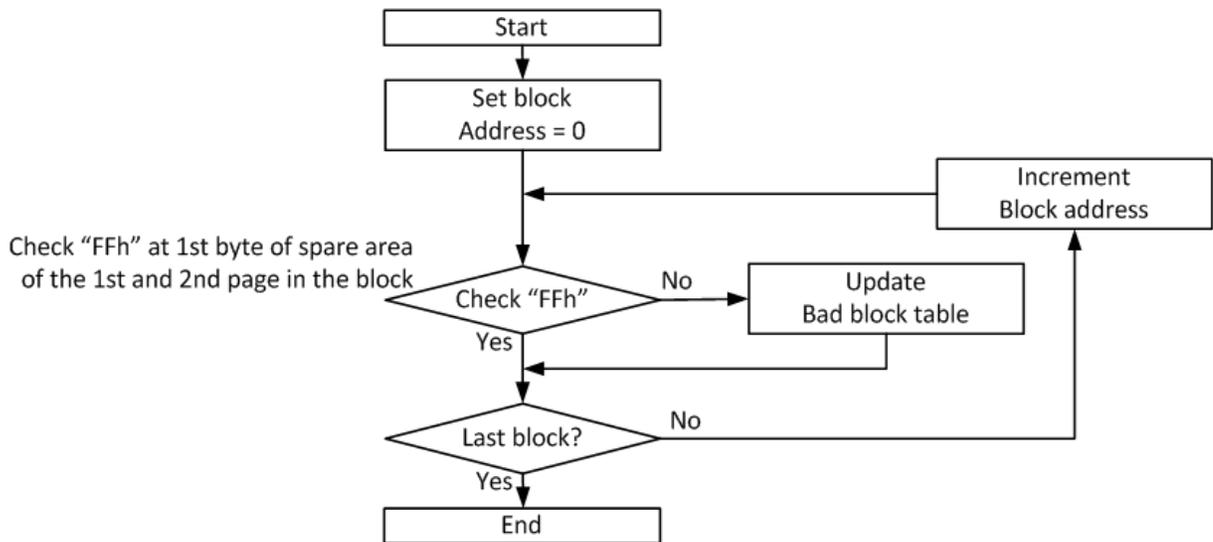 Start
Set block
Address = 0
Increment
Block address
Check “FFh” at 1st byte of spare area
of the 1st and 2nd page in the block
Check “FFh”
No
Update
Bad block table
Yes
Last block?
No
Yes
End